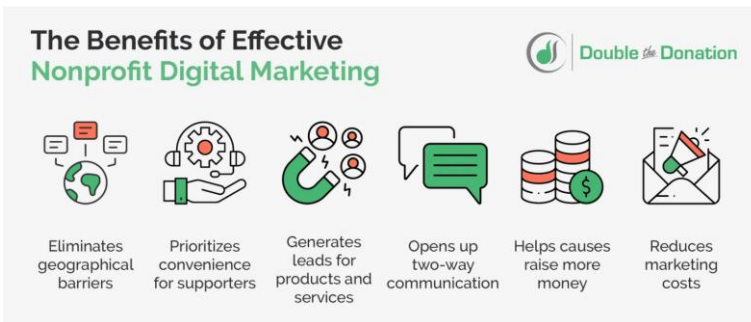 The Benefits of Effective
Nonprofit Digital Marketing
Double the Donation
Eliminates
geographical
barriers
Prioritizes
convenience
for supporters
Generates
leads for
products and
services
Opens up
two-way
communication
Helps causes
raise more
money
$
Reduces
marketing
costs